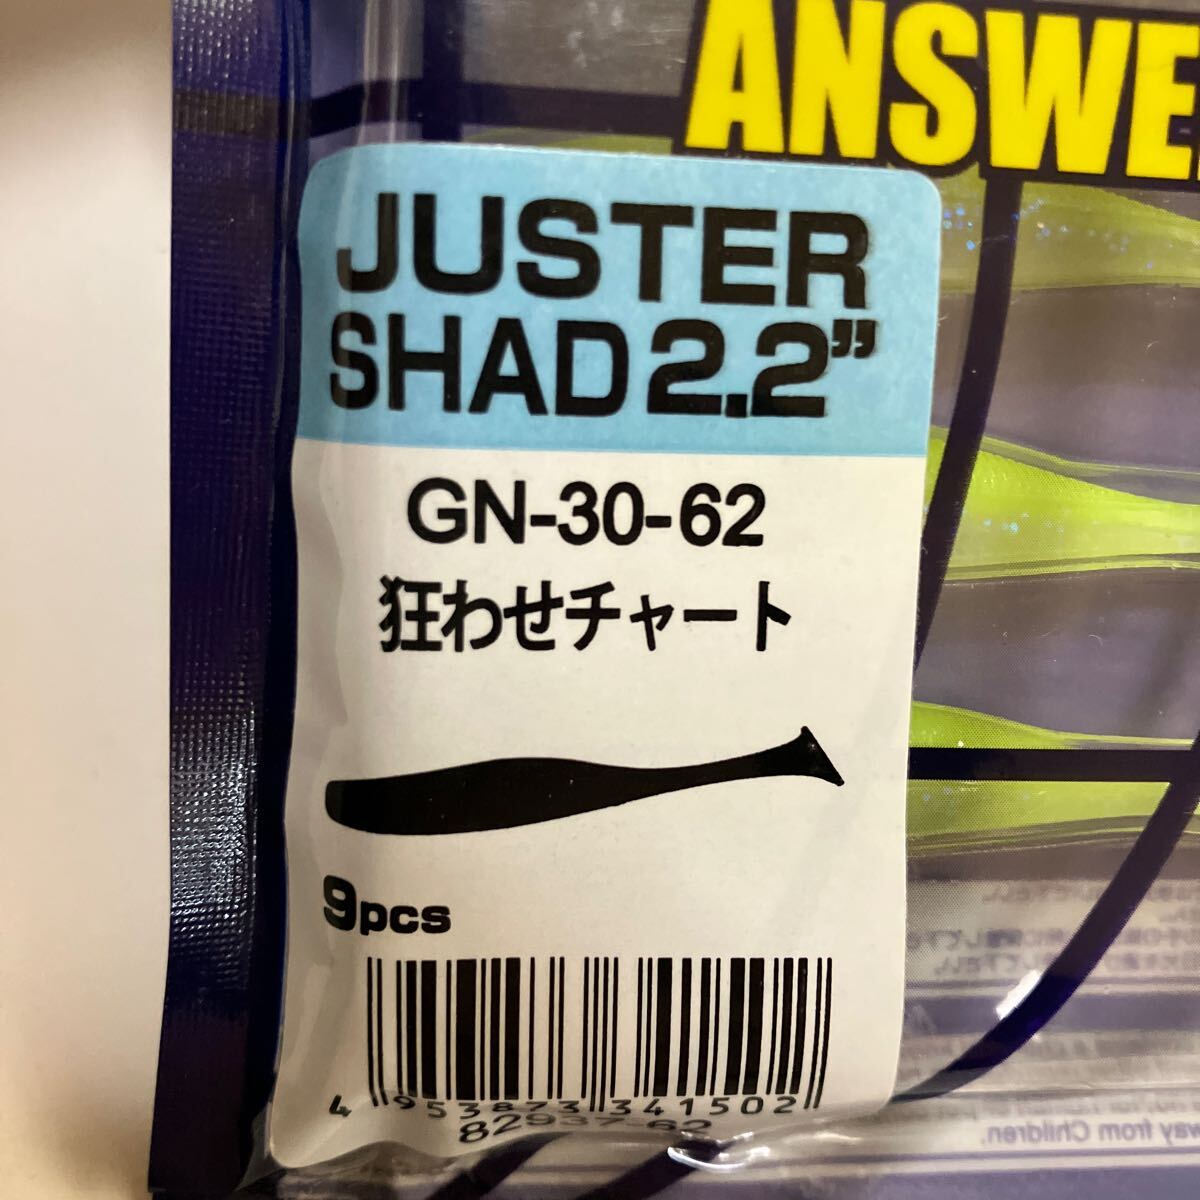 ANSWE
JUSTER
SHAD 2.2”
GN-30-62
狂わせチャート
9pcs
4 953873 341502
82937-62
way from Children.